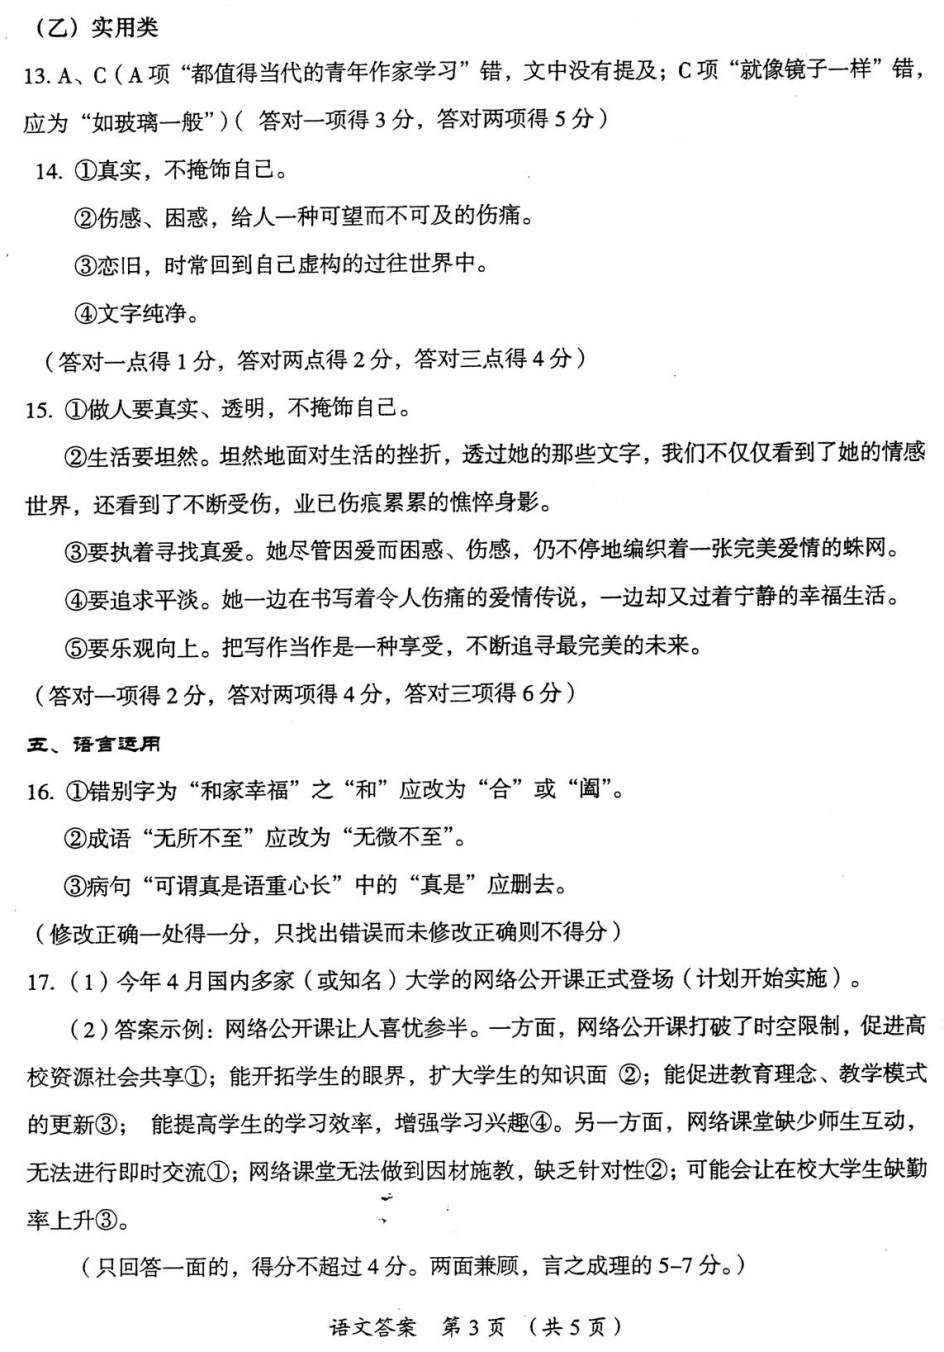 （乙）实用类
13. A、C（A 项“都值得当代的青年作家学习”错，文中没有提及；C 项“就像镜子一样”错，
应为“如玻璃一般”）（ 答对一项得 3 分，答对两项得 5 分）
14. ①真实，不掩饰自己。
②伤感、困惑，给人一种可望而不可及的伤痛。
③恋旧，时常回到自己虚构的过往世界中。
④文字纯净。
（答对一点得 1 分，答对两点得 2 分，答对三点得 4 分）
15. ①做人要真实、透明，不掩饰自己。
②生活要坦然。坦然地面对生活的挫折，透过她的那些文字，我们不仅仅看到了她的情感
世界，还看到了不断受伤，业已伤痕累累的憔悴身影。
③要执着寻找真爱。她尽管因爱而困惑、伤感，仍不停地编织着一张完美爱情的蛛网。
④要追求平淡。她一边在书写着令人伤痛的爱情传说，一边却又过着宁静的幸福生活。
⑤要乐观向上。把写作当作是一种享受，不断追寻最完美的未来。
（答对一项得 2 分，答对两项得 4 分，答对三项得 6 分）
五、语言运用
16. ①错别字为“和家幸福”之“和”应改为“合”或“阖”。
②成语“无所不至”应改为“无微不至”。
③病句“可谓真是语重心长”中的“真是”应删去。
（修改正确一处得一分，只找出错误而未修改正确则不得分）
17.（1）今年 4 月国内多家（或知名）大学的网络公开课正式登场（计划开始实施）。
（2）答案示例：网络公开课让人喜忧参半。一方面，网络公开课打破了时空限制，促进高
校资源社会共享①；能开拓学生的眼界，扩大学生的知识面 ②；能促进教育理念、教学模式
的更新③； 能提高学生的学习效率，增强学习兴趣④。另一方面，网络课堂缺少师生互动，
无法进行即时交流①；网络课堂无法做到因材施教，缺乏针对性②；可能会让在校大学生缺勤
率上升③。
（只回答一面的，得分不超过 4 分。两面兼顾，言之成理的 5–7 分。）
语文答案 第 3 页 （共 5 页）